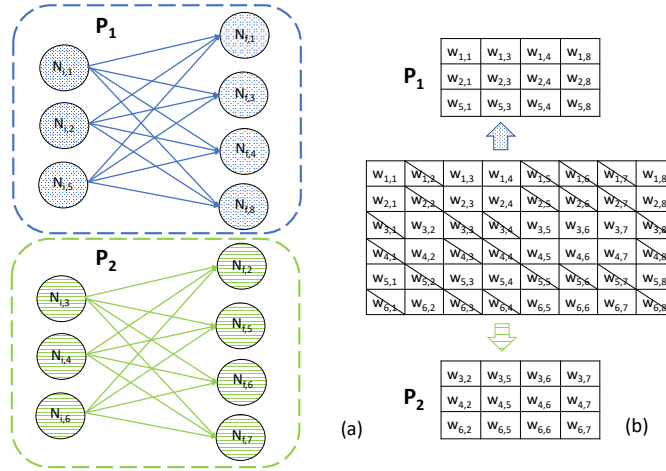 P1
Ni,1
Ni,2
Ni,5
Nf,1
Nf,3
Nf,4
Nf,8
P2
Ni,3
Ni,4
Ni,6
Nf,2
Nf,5
Nf,6
Nf,7
(a)
P1
w1,1 w1,3 w1,4 w1,8
w2,1 w2,3 w2,4 w2,8
w5,1 w5,3 w5,4 w5,8
w1,1 w1,2 w1,3 w1,4 w1,5 w1,6 w1,7 w1,8
w2,1 w2,2 w2,3 w2,4 w2,5 w2,6 w2,7 w2,8
w3,1 w3,2 w3,3 w3,4 w3,5 w3,6 w3,7 w3,8
w4,1 w4,2 w4,3 w4,4 w4,5 w4,6 w4,7 w4,8
w5,1 w5,2 w5,3 w5,4 w5,5 w5,6 w5,7 w5,8
w6,1 w6,2 w6,3 w6,4 w6,5 w6,6 w6,7 w6,8
P2
w3,2 w3,5 w3,6 w3,7
w4,2 w4,5 w4,6 w4,7
w6,2 w6,5 w6,6 w6,7
(b)